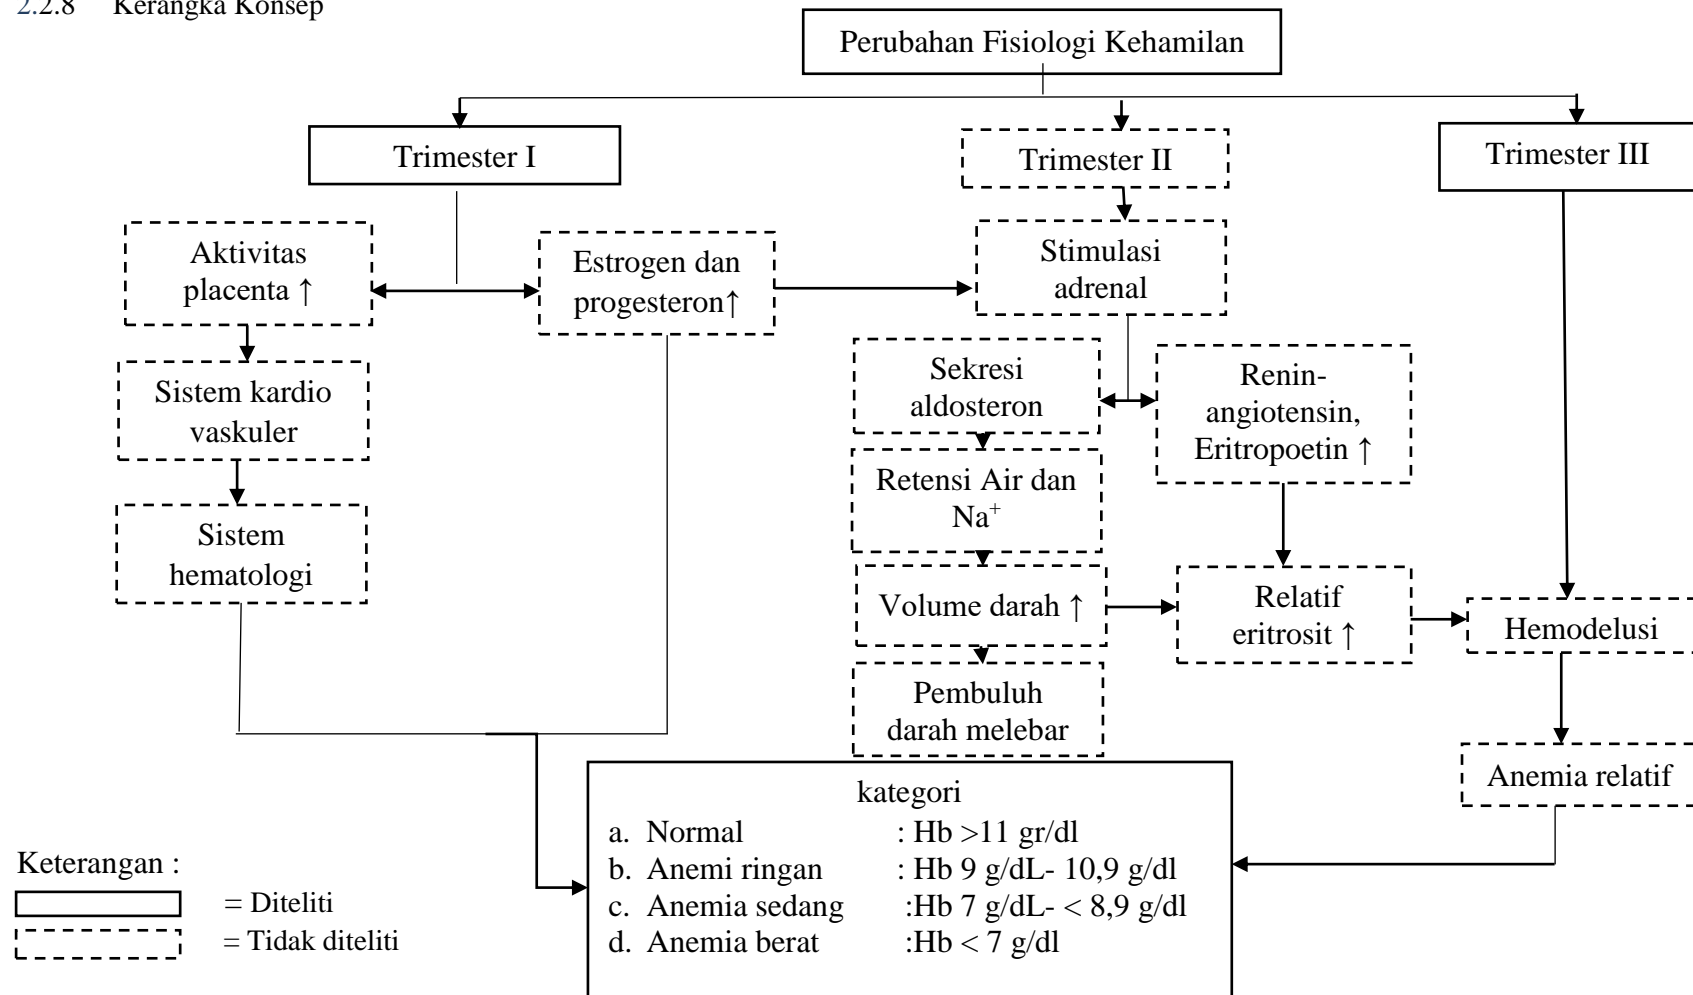 2.2.8 Kerangka Konsep
Perubahan Fisiologi Kehamilan
Trimester I
Trimester II
Trimester III
Aktivitas
placenta ↑
Estrogen dan
progesteron↑
Stimulasi
adrenal
Sistem kardio
vaskuler
Sekresi
aldosteron
Renin-
angiotensin,
Eritropoetin ↑
Sistem
hematologi
Retensi Air dan
Na⁺
Volume darah ↑
Relatif
eritrosit ↑
Hemodelusi
Pembuluh
darah melebar
Anemia relatif
kategori
a. Normal : Hb >11 gr/dl
b. Anemi ringan : Hb 9 g/dL- 10,9 g/dl
c. Anemia sedang :Hb 7 g/dL- < 8,9 g/dl
d. Anemia berat :Hb < 7 g/dl
Keterangan :
= Diteliti
= Tidak diteliti